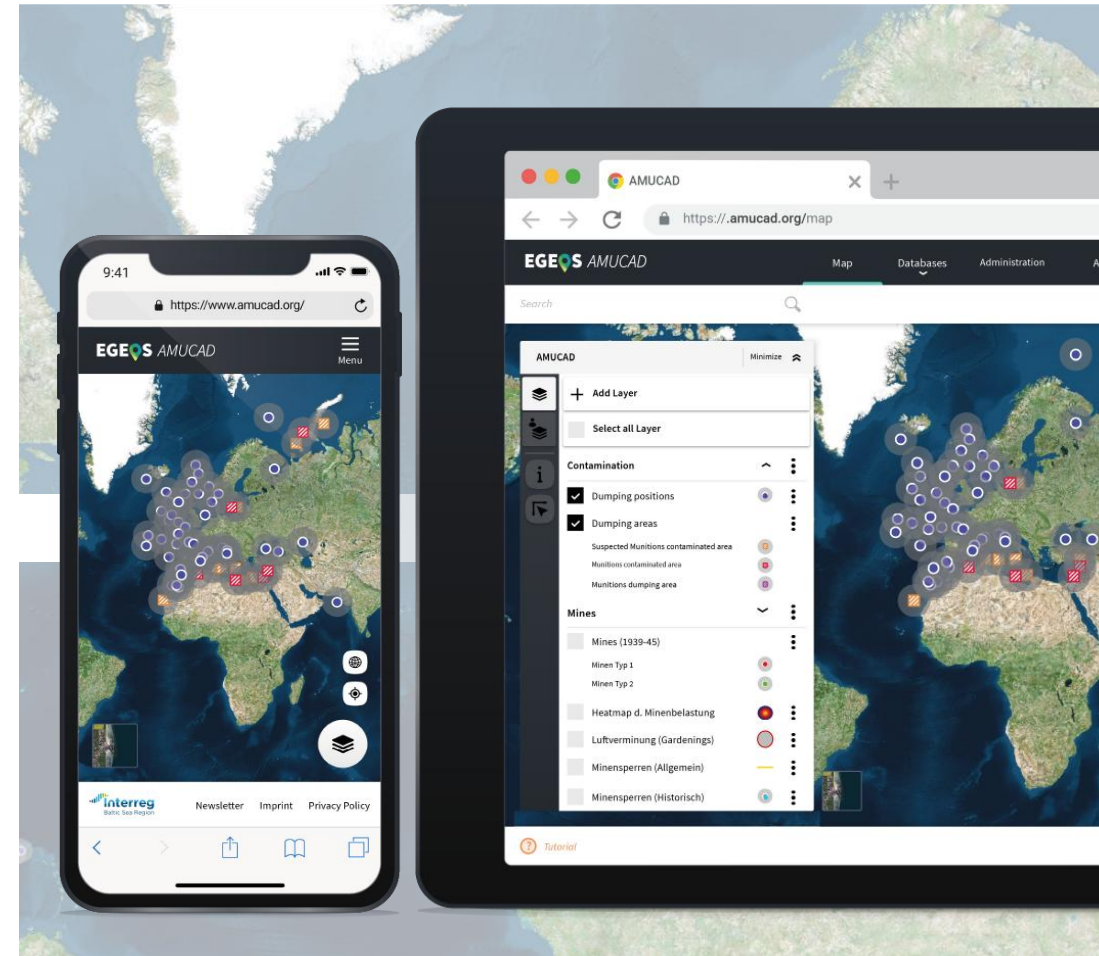 9:41
https://www.amucad.org/
EGEOS AMUCAD
Menu
interreg
Baltic Sea Region
Newsletter Imprint Privacy Policy
AMUCAD
https://.amucad.org/map
EGEOS AMUCAD Map Databases Administration A
Search
AMUCAD Minimize
Add Layer
Select all Layer
Contamination
Dumping positions
Dumping areas
Suspected Munitions contaminated area
Munitions contaminated area
Munitions dumping area
Mines
Mines (1939-45)
Minen Typ 1
Minen Typ 2
Heatmap d. Minenbelastung
Luftverminung (Gardenings)
Minensperren (Allgemein)
Minensperren (Historisch)
? Tutorial